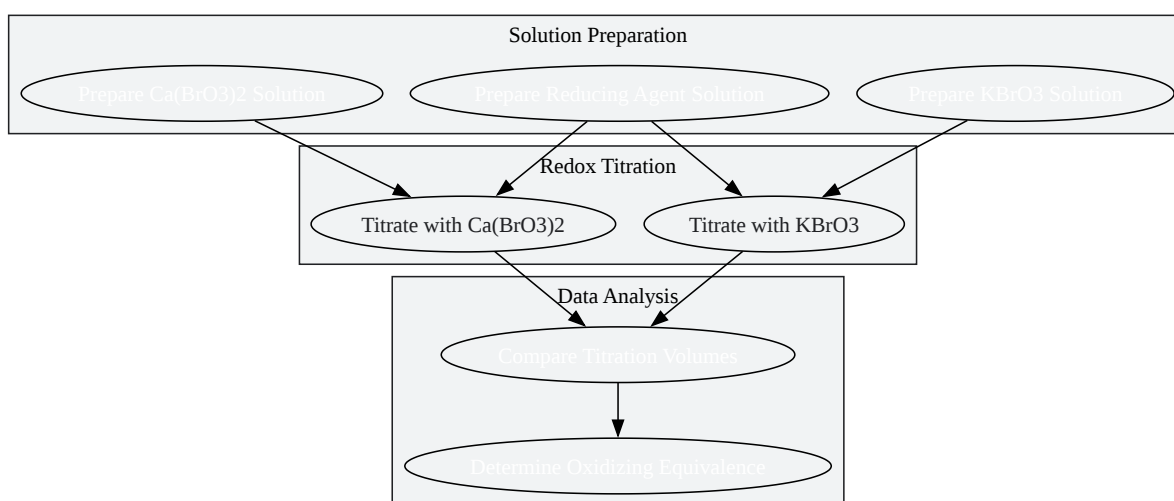 Solution Preparation
Prepare Ca(BrO3)2 Solution
Prepare Reducing Agent Solution
Prepare KBrO3 Solution
Redox Titration
Titrate with Ca(BrO3)2
Titrate with KBrO3
Data Analysis
Compare Titration Volumes
Determine Oxidizing Equivalence